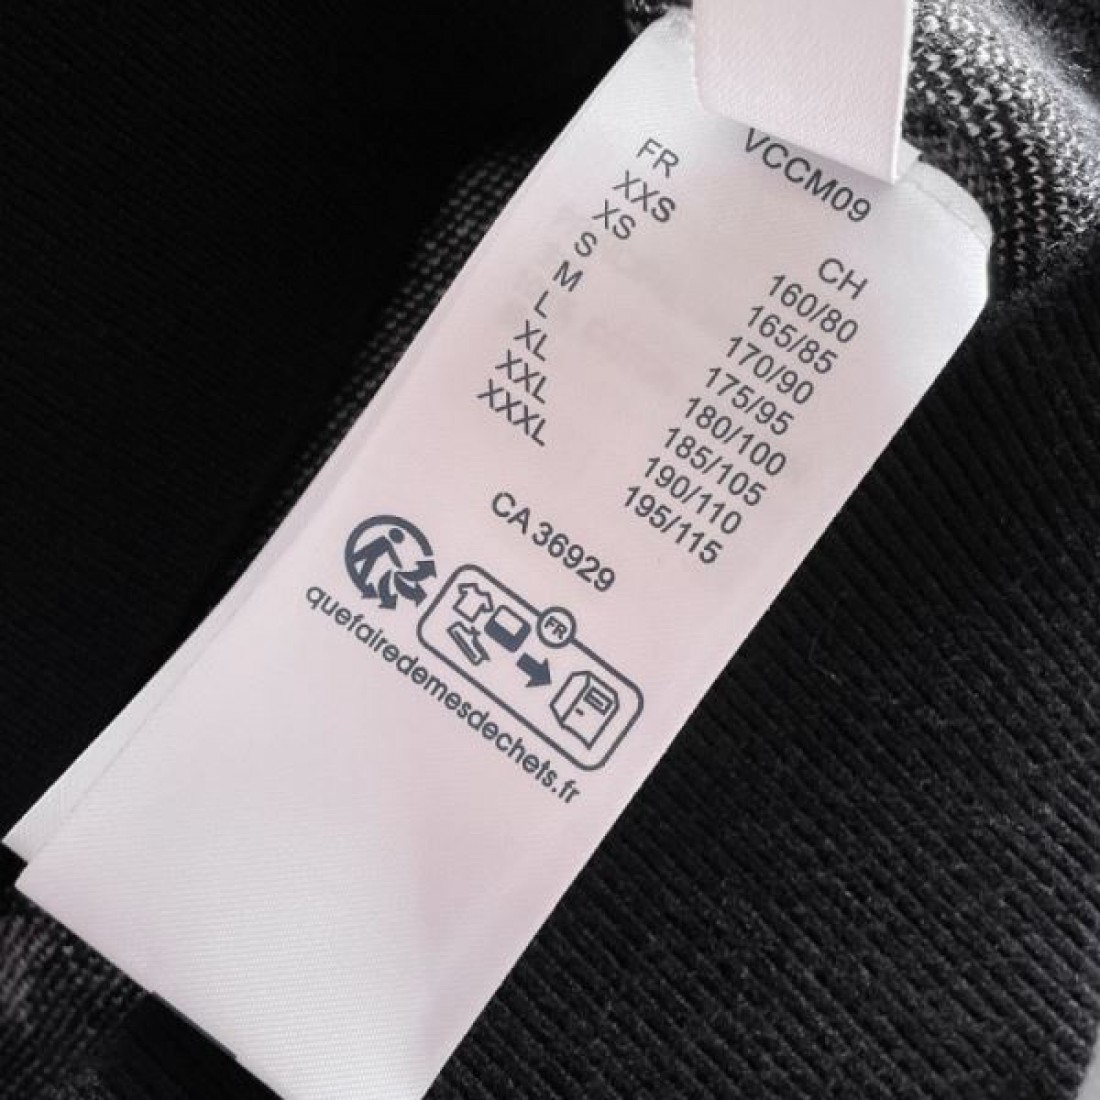 VCCM09
FR CH
XXS 160/80
XS 165/85
S 170/90
M 175/95
L 180/100
XL 185/105
XXL 190/110
XXXL 195/115
CA 36929
FR
quefairedemesdechets.fr